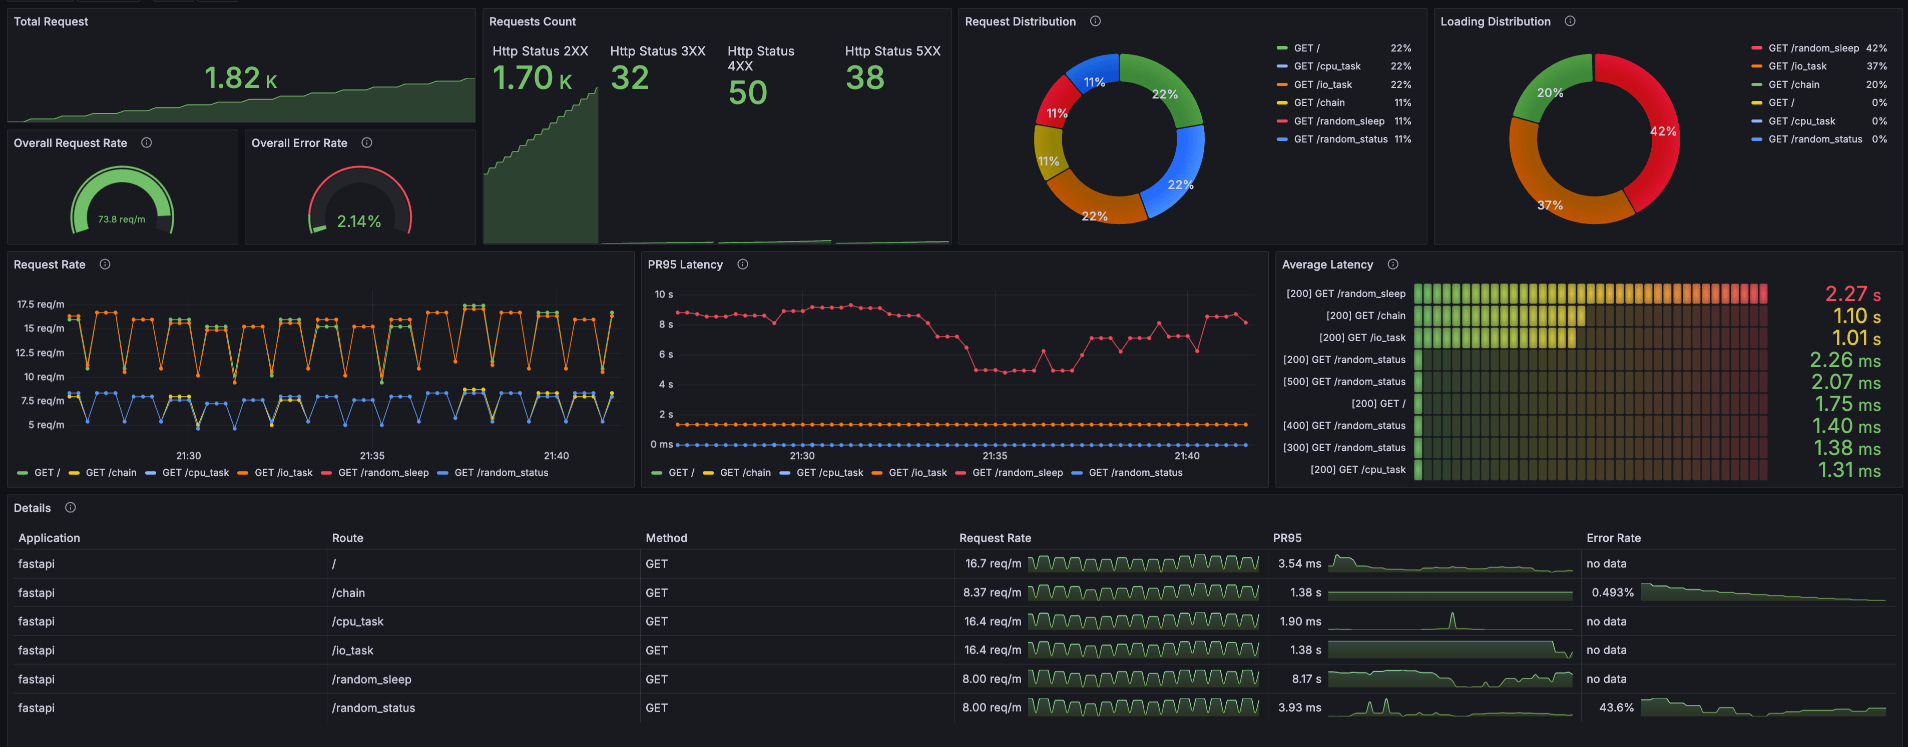 Total Request
1.82 K
Overall Request Rate
73.8 req/m
Overall Error Rate
2.14%
Requests Count
Http Status 2XX
1.70 K
Http Status 3XX
32
Http Status
4XX
50
Http Status 5XX
38
Request Distribution
22%
22%
22%
11%
11%
11%
GET / 22%
GET /cpu_task 22%
GET /io_task 22%
GET /chain 11%
GET /random_sleep 11%
GET /random_status 11%
Loading Distribution
42%
37%
20%
GET /random_sleep 42%
GET /io_task 37%
GET /chain 20%
GET / 0%
GET /cpu_task 0%
GET /random_status 0%
Request Rate
17.5 req/m
15 req/m
12.5 req/m
10 req/m
7.5 req/m
5 req/m
21:30 21:35 21:40
GET / GET /chain GET /cpu_task GET /io_task GET /random_sleep GET /random_status
PR95 Latency
10 s
8 s
6 s
4 s
2 s
0 ms
21:30 21:35 21:40
GET / GET /chain GET /cpu_task GET /io_task GET /random_sleep GET /random_status
Average Latency
[200] GET /random_sleep 2.27 s
[200] GET /chain 1.10 s
[200] GET /io_task 1.01 s
[200] GET /random_status 2.26 ms
[500] GET /random_status 2.07 ms
[200] GET / 1.75 ms
[400] GET /random_status 1.40 ms
[300] GET /random_status 1.38 ms
[200] GET /cpu_task 1.31 ms
Details
Application Route Method Request Rate PR95 Error Rate
fastapi / GET 16.7 req/m 3.54 ms no data
fastapi /chain GET 8.37 req/m 1.38 s 0.493%
fastapi /cpu_task GET 16.4 req/m 1.90 ms no data
fastapi /io_task GET 16.4 req/m 1.38 s no data
fastapi /random_sleep GET 8.00 req/m 8.17 s no data
fastapi /random_status GET 8.00 req/m 3.93 ms 43.6%